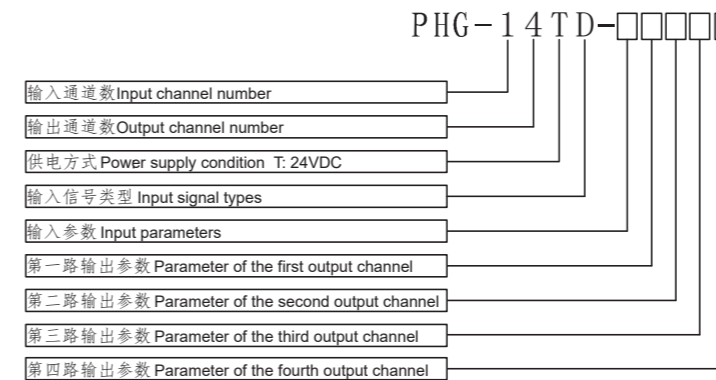 PHG-14TD-□□□□□
输入通道数Input channel number
输出通道数Output channel number
供电方式Power supply condition T: 24VDC
输入信号类型 Input signal types
输入参数 Input parameters
第一路输出参数 Parameter of the first output channel
第二路输出参数 Parameter of the second output channel
第三路输出参数 Parameter of the third output channel
第四路输出参数 Parameter of the fourth output channel